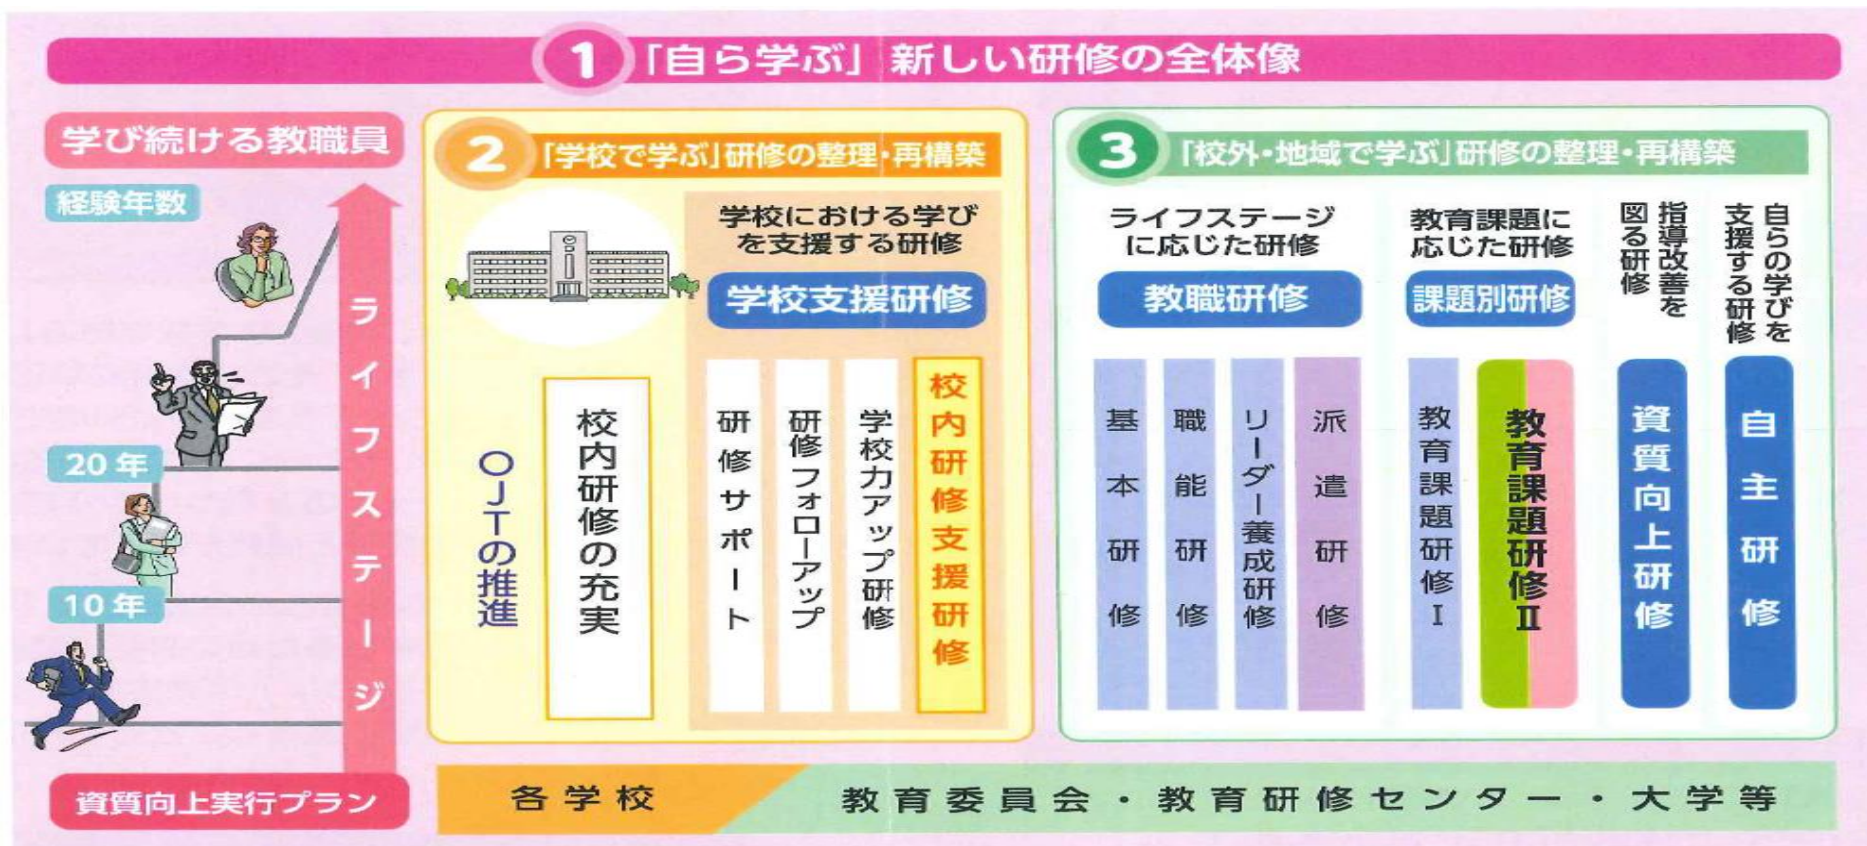 1 「自ら学ぶ」新しい研修の全体像
学び続ける教職員
経験年数
20年
10年
ライフステージ
資質向上実行プラン
2 「学校で学ぶ」研修の整理・再構築
学校における学び
を支援する研修
学校支援研修
OJTの推進
校内研修の充実
研修サポート
研修フォローアップ
学校力アップ研修
校内研修支援研修
3 「校外・地域で学ぶ」研修の整理・再構築
ライフステージ
に応じた研修
教職研修
基本研修
職能研修
リーダー養成研修
派遣研修
教育課題に
応じた研修
課題別研修
教育課題研修Ⅰ
教育課題研修Ⅱ
指導改善を
図る研修
資質向上研修
自らの学びを
支援する研修
自主研修
各学校
教育委員会・教育研修センター・大学等